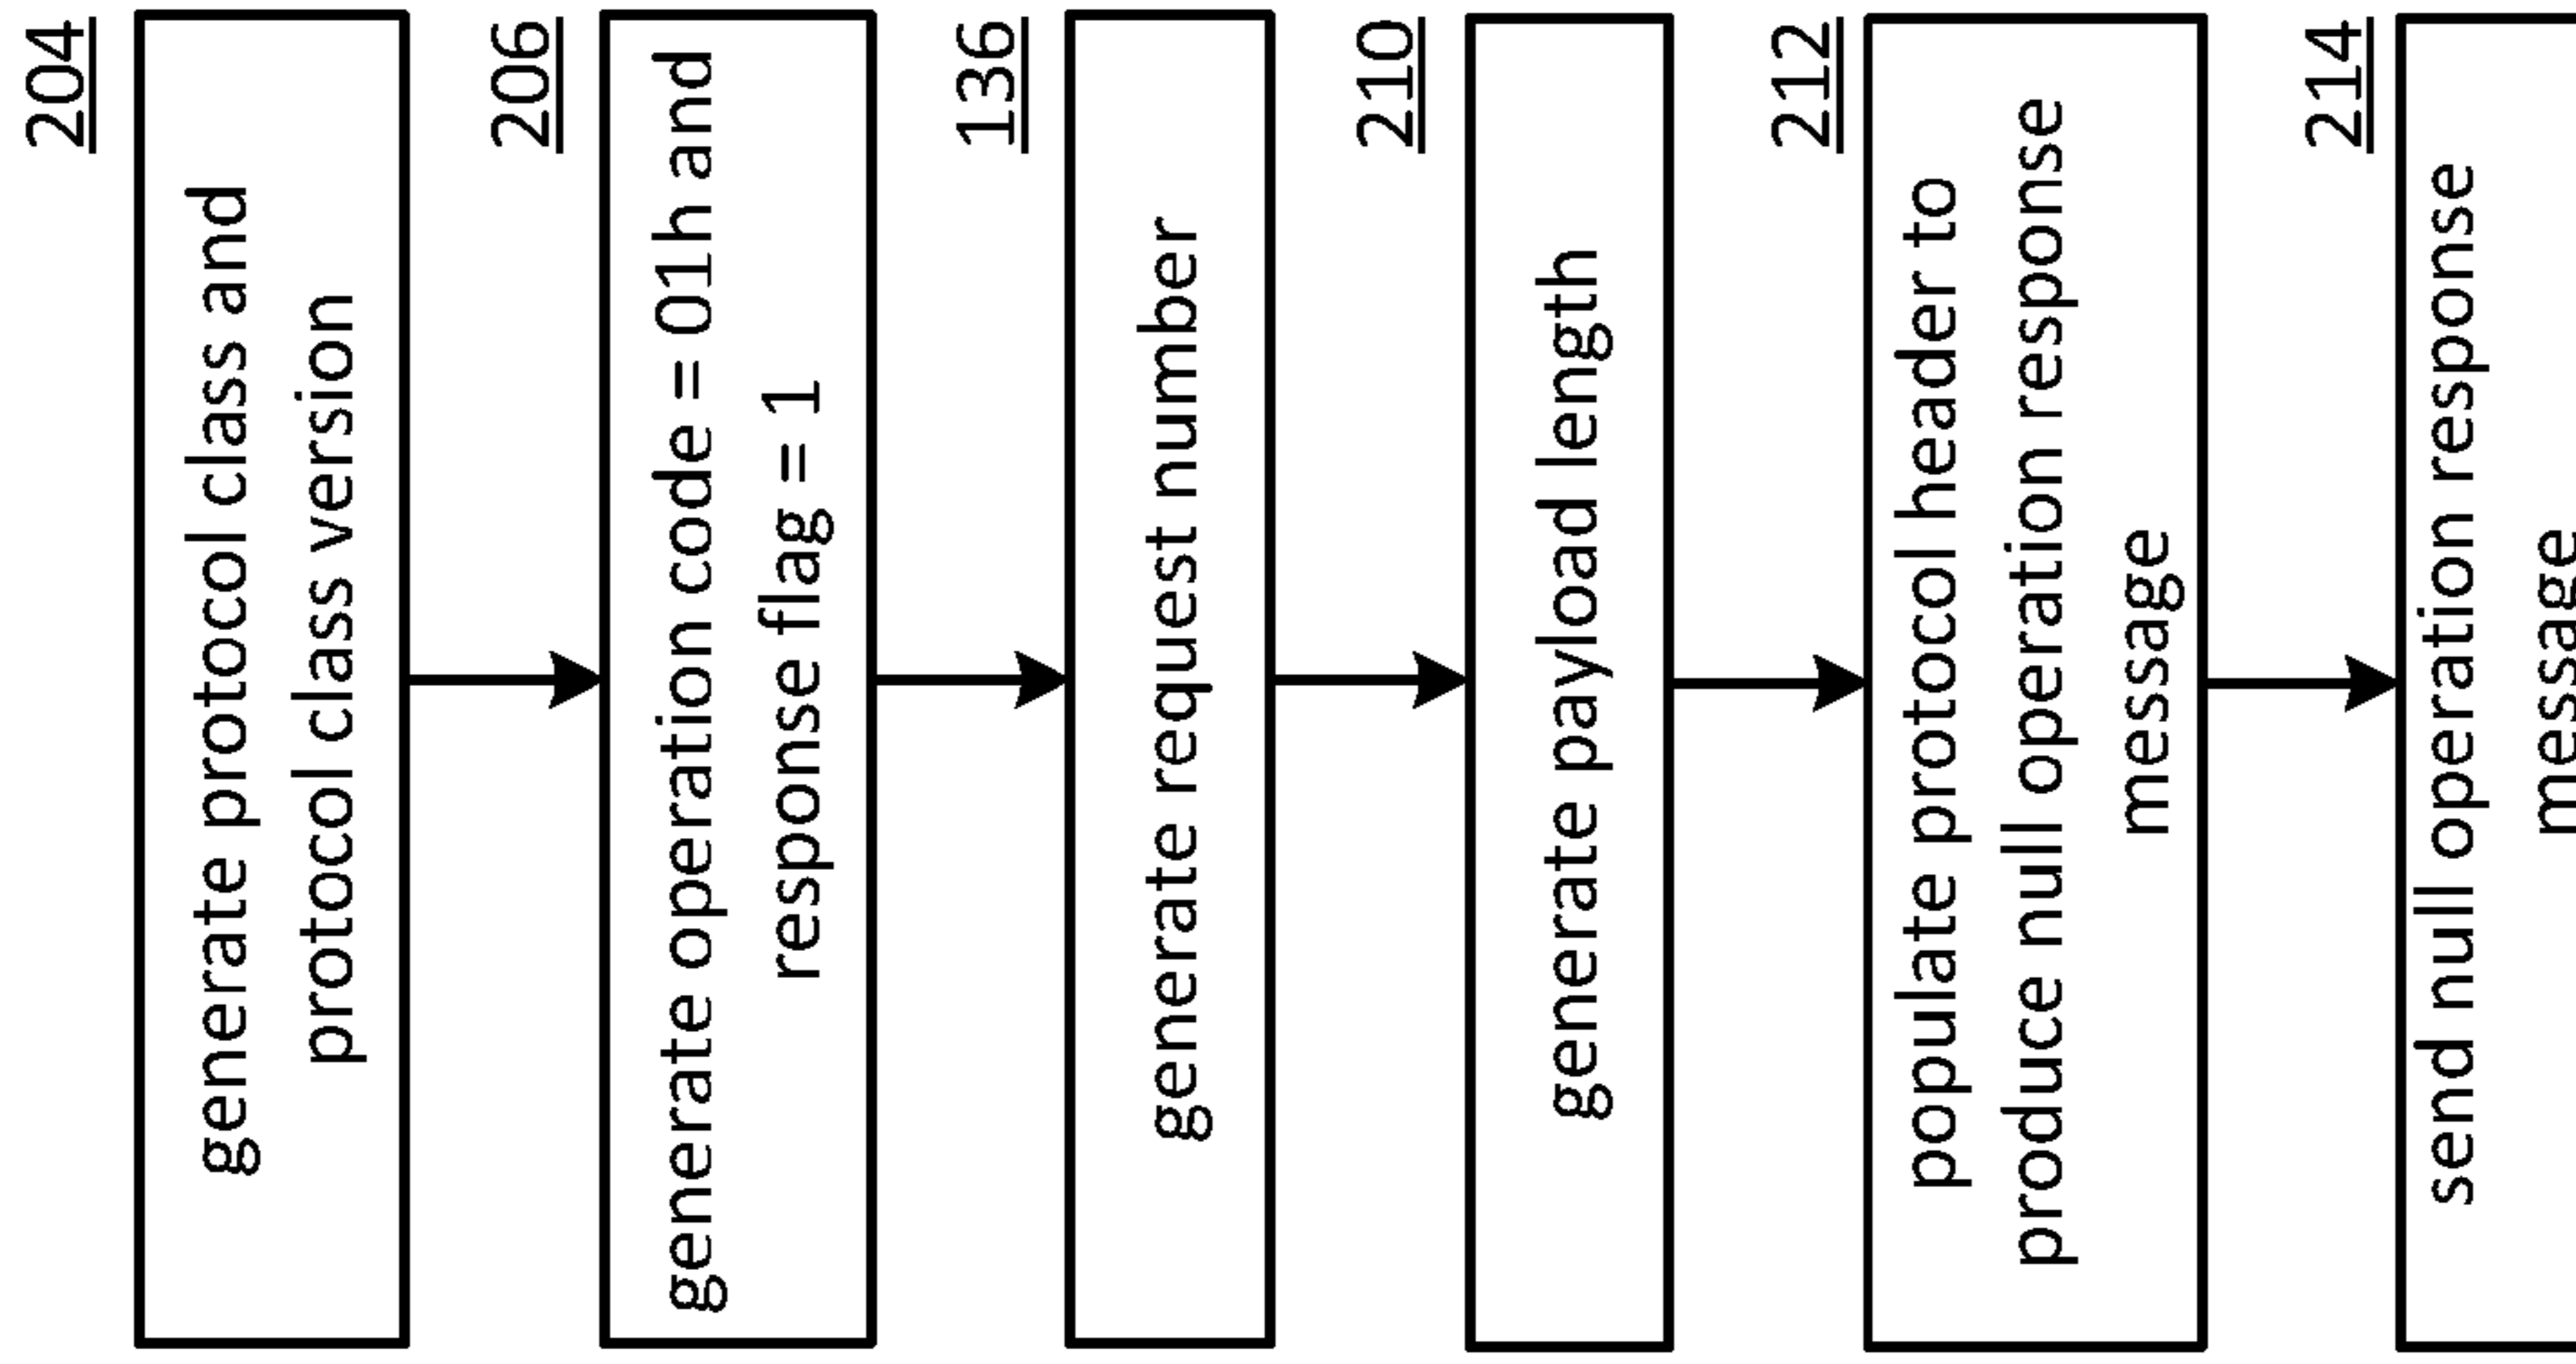 204
generate protocol class and
protocol class version
206
generate operation code = 01h and
response flag = 1
136
generate request number
210
generate payload length
212
populate protocol header to
produce null operation response
message
214
send null operation response
message